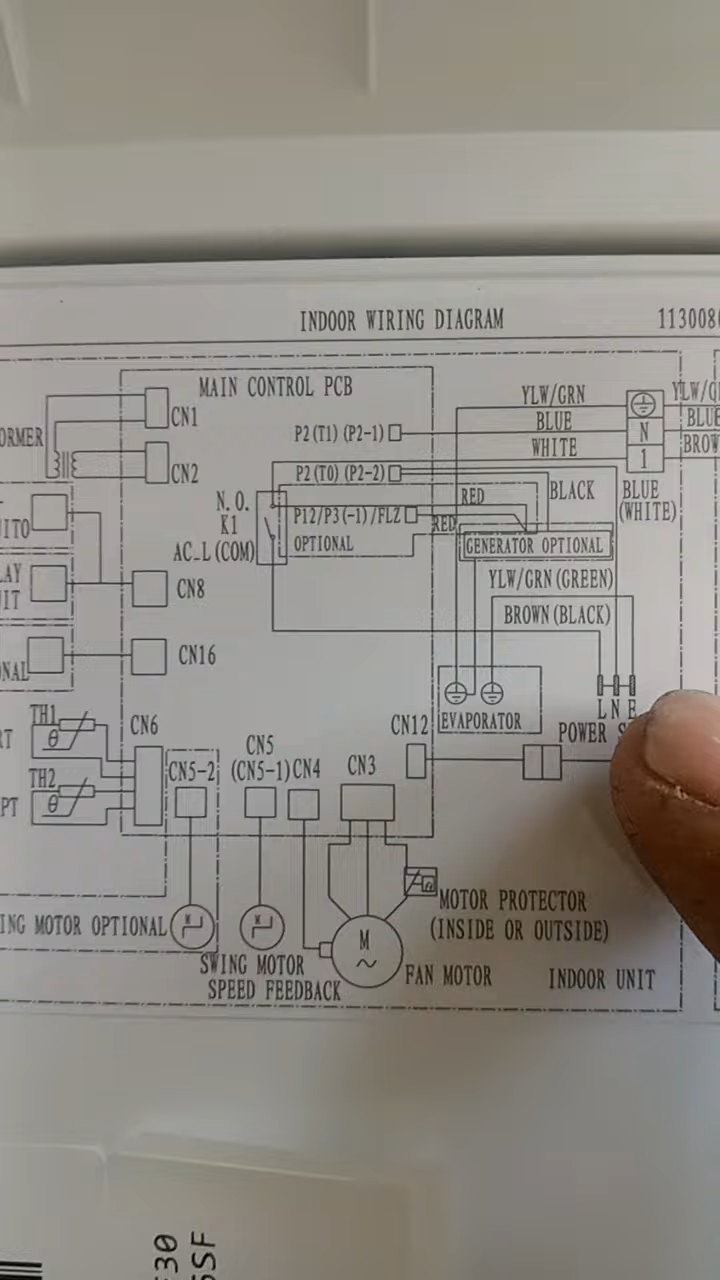 INDOOR WIRING DIAGRAM
MAIN CONTROL PCB
CN1
CN2
P2(T1)(P2-1)
YLW/GRN
BLUE
WHITE
N
1
BLUE
(WHITE)
P2(T0)(P2-2)
RED
BLACK
N.O.
K1
AC_L(COM)
P12/P3(-1)/FLZ
RED
OPTIONAL
GENERATOR OPTIONAL
YLW/GRN(GREEN)
BROWN(BLACK)
CN8
CN16
L N E
POWER
EVAPORATOR
TH1
θ
TH2
θ
CN6
CN5-2
CN5
(CN5-1)
CN4
CN3
CN12
MOTOR PROTECTOR
(INSIDE OR OUTSIDE)
M
~
MOTOR OPTIONAL
SWING MOTOR
SPEED FEEDBACK
FAN MOTOR
INDOOR UNIT